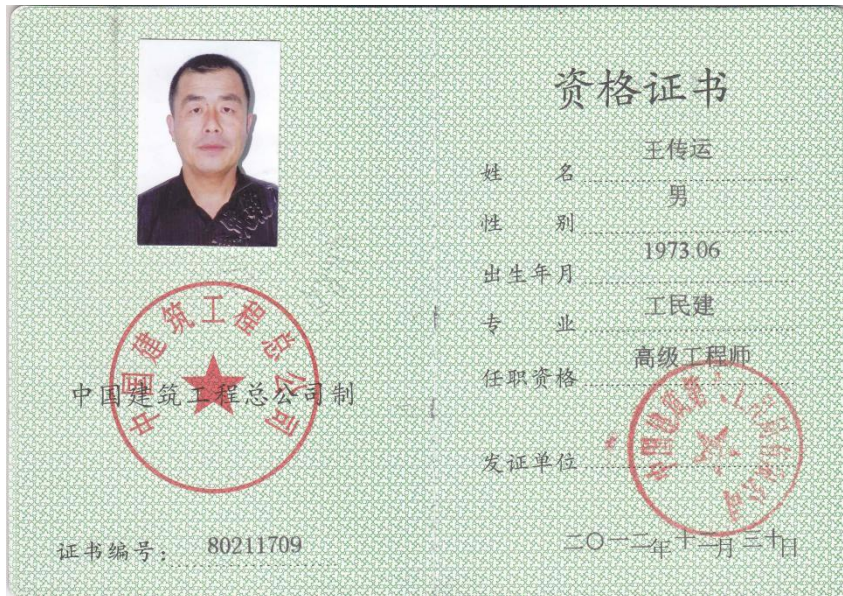 中国建筑工程总公司
中国建筑工程总公司制
证书编号: 80211709
资格证书
姓名 王传运
性别 男
出生年月 1973.06
专业 工民建
任职资格 高级工程师
发证单位
二〇一二年十一月三十日